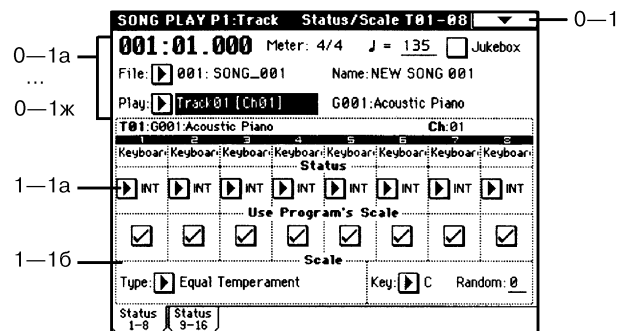 SONG PLAY P1:Track Status/Scale T01-08
0—1
001:01.000 Meter: 4/4 ♩= 135 Jukebox
0—1а
...
0—1ж
File: 001: SONG_001 Name: NEW SONG 001
Play: Track01 [Ch01] G001:Acoustic Piano
T01:G001:Acoustic Piano Ch:01
1 2 3 4 5 6 7 8
Keyboar Keyboar Keyboar Keyboar Keyboar Keyboar Keyboar Keyboar
Status
1—1а
INT INT INT INT INT INT INT INT
Use Program's Scale
1—1б
Scale
Type: Equal Temperament Key: C Random: 0
Status 1-8 Status 9-16